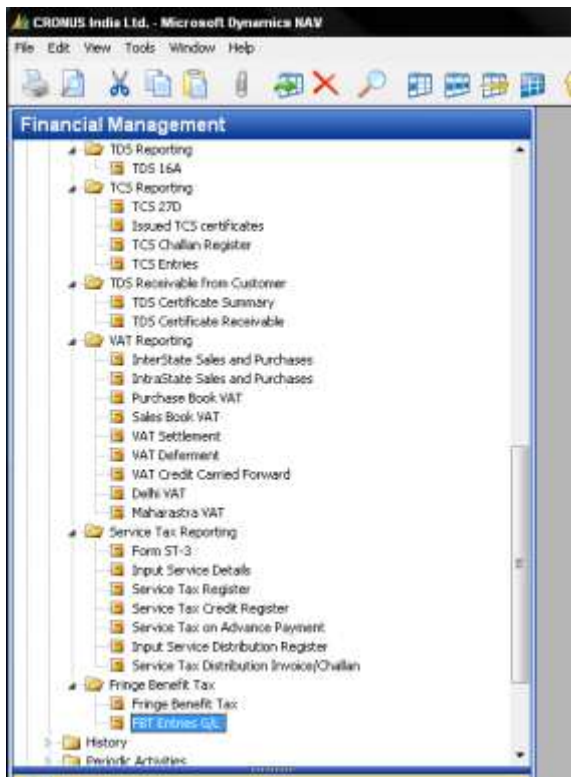 CRONUS India Ltd. - Microsoft Dynamics NAV
File Edit View Tools Window Help
Financial Management
TDS Reporting
TDS 16A
TCS Reporting
TCS 27D
Issued TCS certificates
TCS Challan Register
TCS Entries
TDS Receivable from Customer
TDS Certificate Summary
TDS Certificate Receivable
VAT Reporting
InterState Sales and Purchases
IntraState Sales and Purchases
Purchase Book VAT
Sales Book VAT
VAT Settlement
VAT Deferment
VAT Credit Carried Forward
Delhi VAT
Maharastra VAT
Service Tax Reporting
Form ST-3
Input Service Details
Service Tax Register
Service Tax Credit Register
Service Tax on Advance Payment
Input Service Distribution Register
Service Tax Distribution Invoice/Challan
Fringe Benefit Tax
Fringe Benefit Tax
FBT Entries G/L
History
Periodic Activities